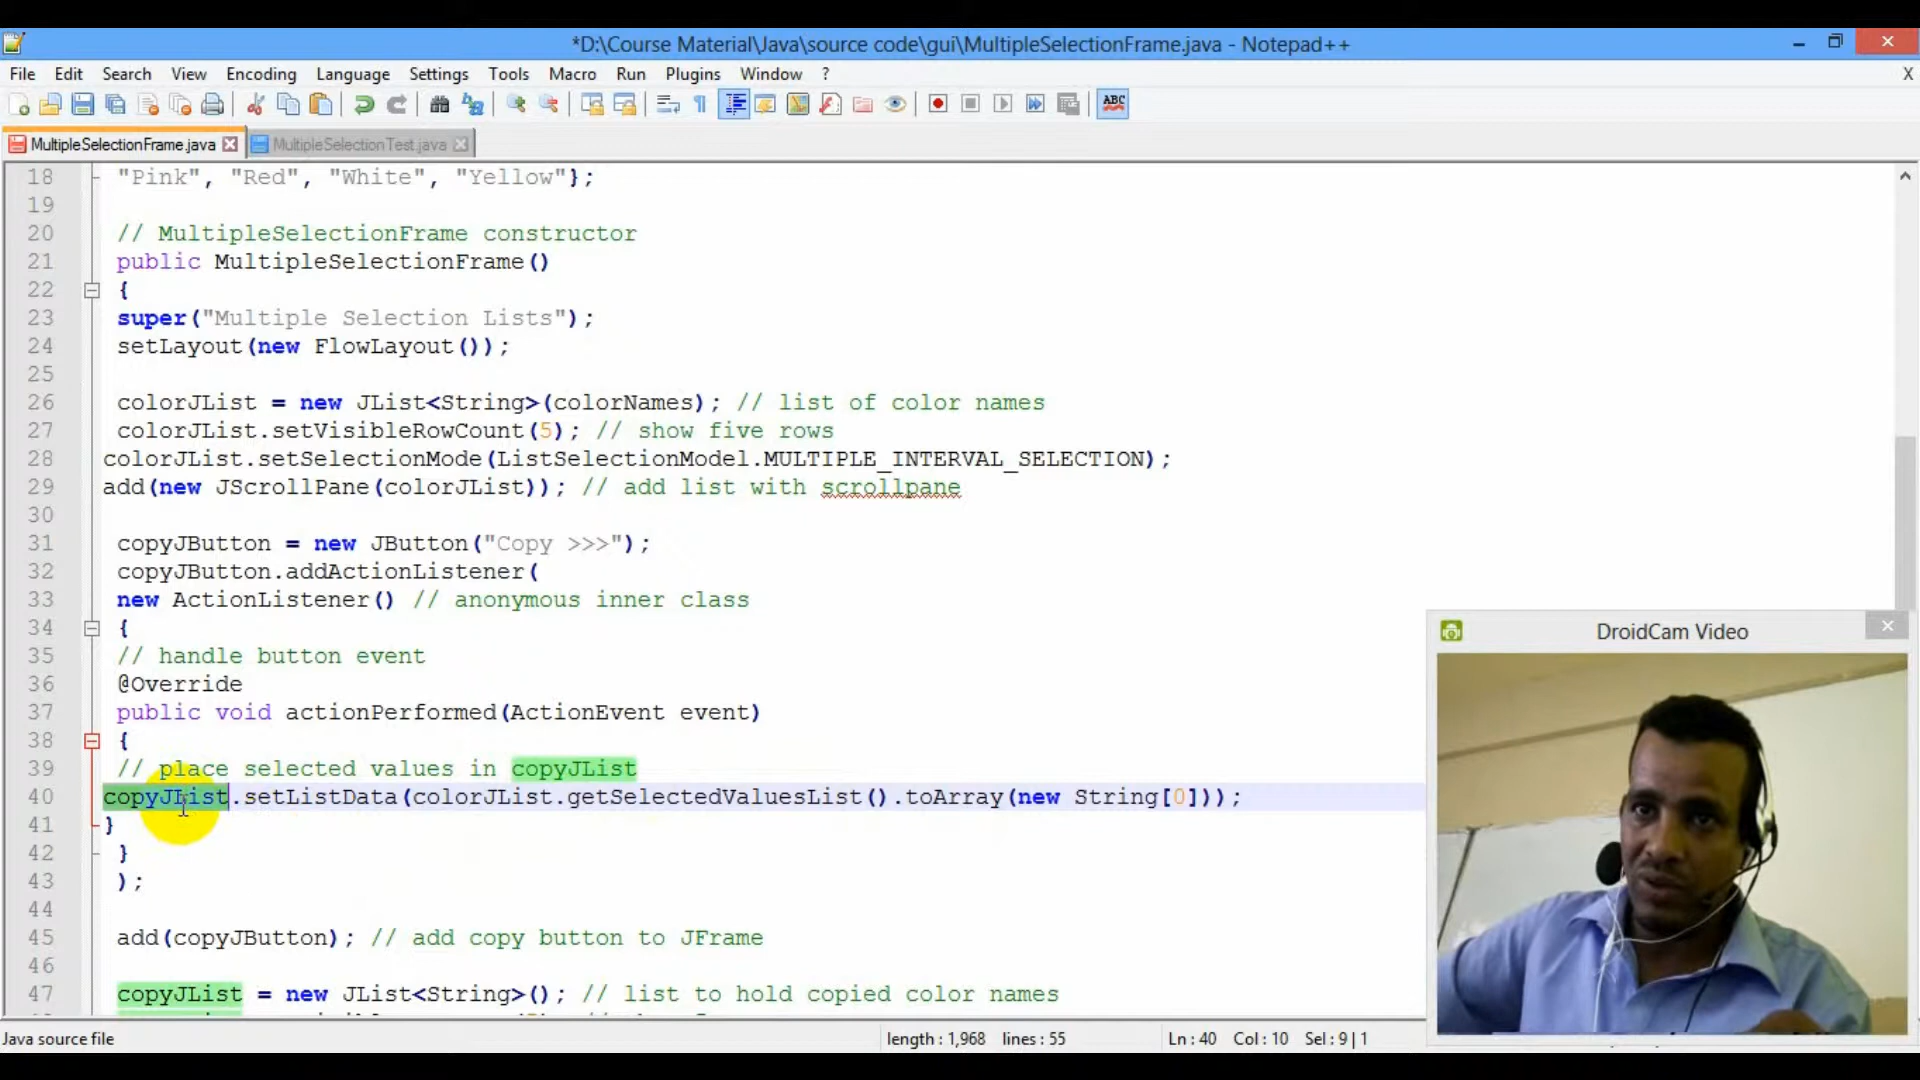 *D:\Course Material\Java\source code\gui\MultipleSelectionFrame.java - Notepad++
File Edit Search View Encoding Language Settings Tools Macro Run Plugins Window ? X
ABC
MultipleSelectionFrame.java MultipleSelectionTest.java
18 "Pink", "Red", "White", "Yellow"};
19
20 // MultipleSelectionFrame constructor
21 public MultipleSelectionFrame()
22 {
23 super("Multiple Selection Lists");
24 setLayout(new FlowLayout());
25
26 colorJList = new JList<String>(colorNames); // list of color names
27 colorJList.setVisibleRowCount(5); // show five rows
28 colorJList.setSelectionMode(ListSelectionModel.MULTIPLE_INTERVAL_SELECTION);
29 add(new JScrollPane(colorJList)); // add list with scrollpane
30
31 copyJButton = new JButton("Copy >>>");
32 copyJButton.addActionListener(
33 new ActionListener() // anonymous inner class
34 {
35 // handle button event
36 @Override
37 public void actionPerformed(ActionEvent event)
38 {
39 // place selected values in copyJList
40 copyJList.setListData(colorJList.getSelectedValuesList().toArray(new String[0]));
41 }
42 }
43 );
44
45 add(copyJButton); // add copy button to JFrame
46
47 copyJList = new JList<String>(); // list to hold copied color names
DroidCam Video
Java source file length : 1,968 lines : 55 Ln : 40 Col : 10 Sel : 9 | 1